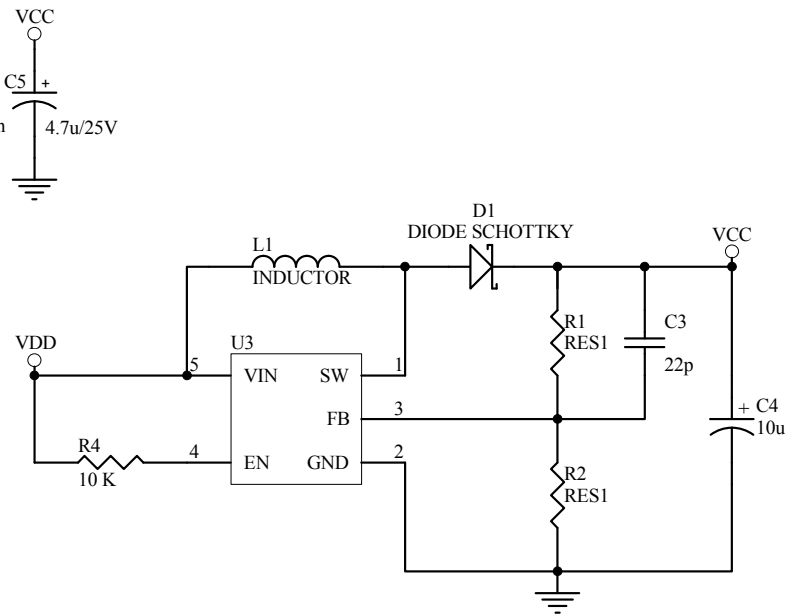 VCC
C5 +
4.7u/25V
D1
DIODE SCHOTTKY
L1
INDUCTOR
VCC
R1
RES1
C3
22p
VDD
U3
5
VIN
SW
1
FB
3
+ C4
10u
R4
10 K
4
EN
GND
2
R2
RES1